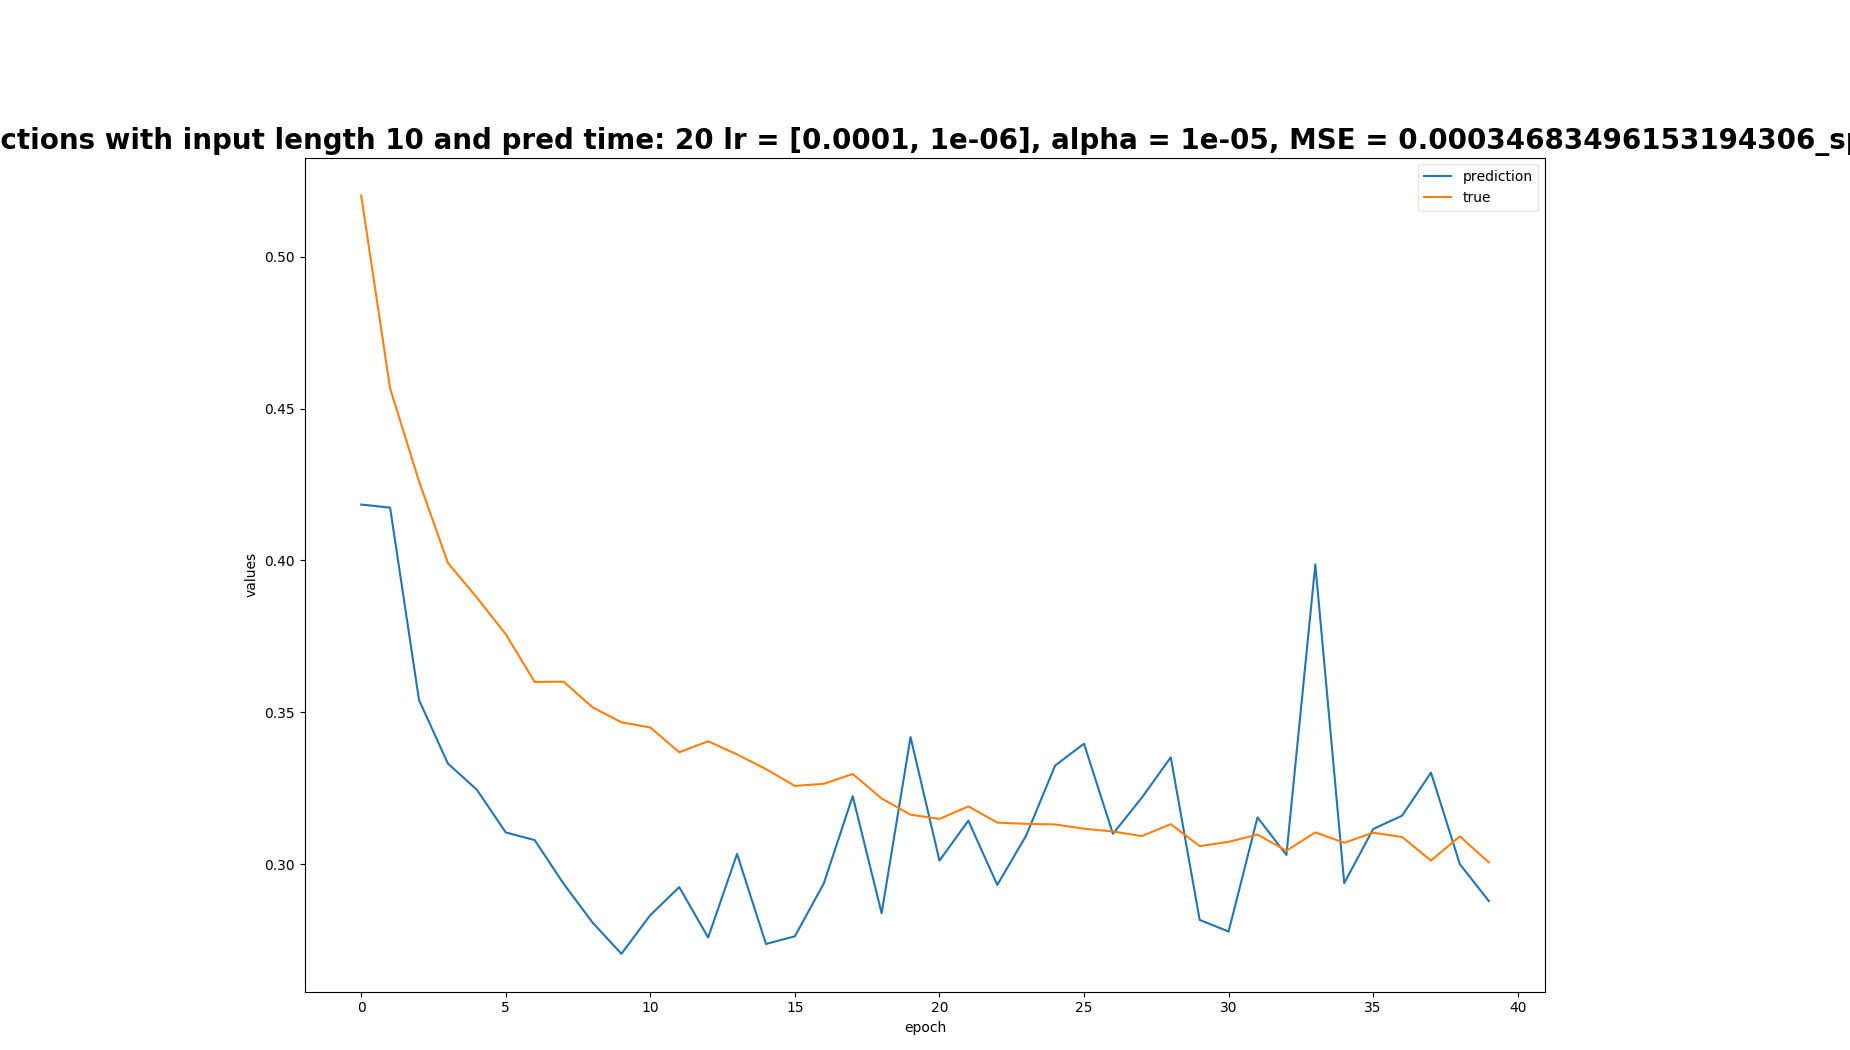 ctions with input length 10 and pred time: 20 lr = [0.0001, 1e-06], alpha = 1e-05, MSE = 0.00034683496153194306_sp
prediction
true
0.50
0.45
0.40
0.35
0.30
values
0 5 10 15 20 25 30 35 40
epoch